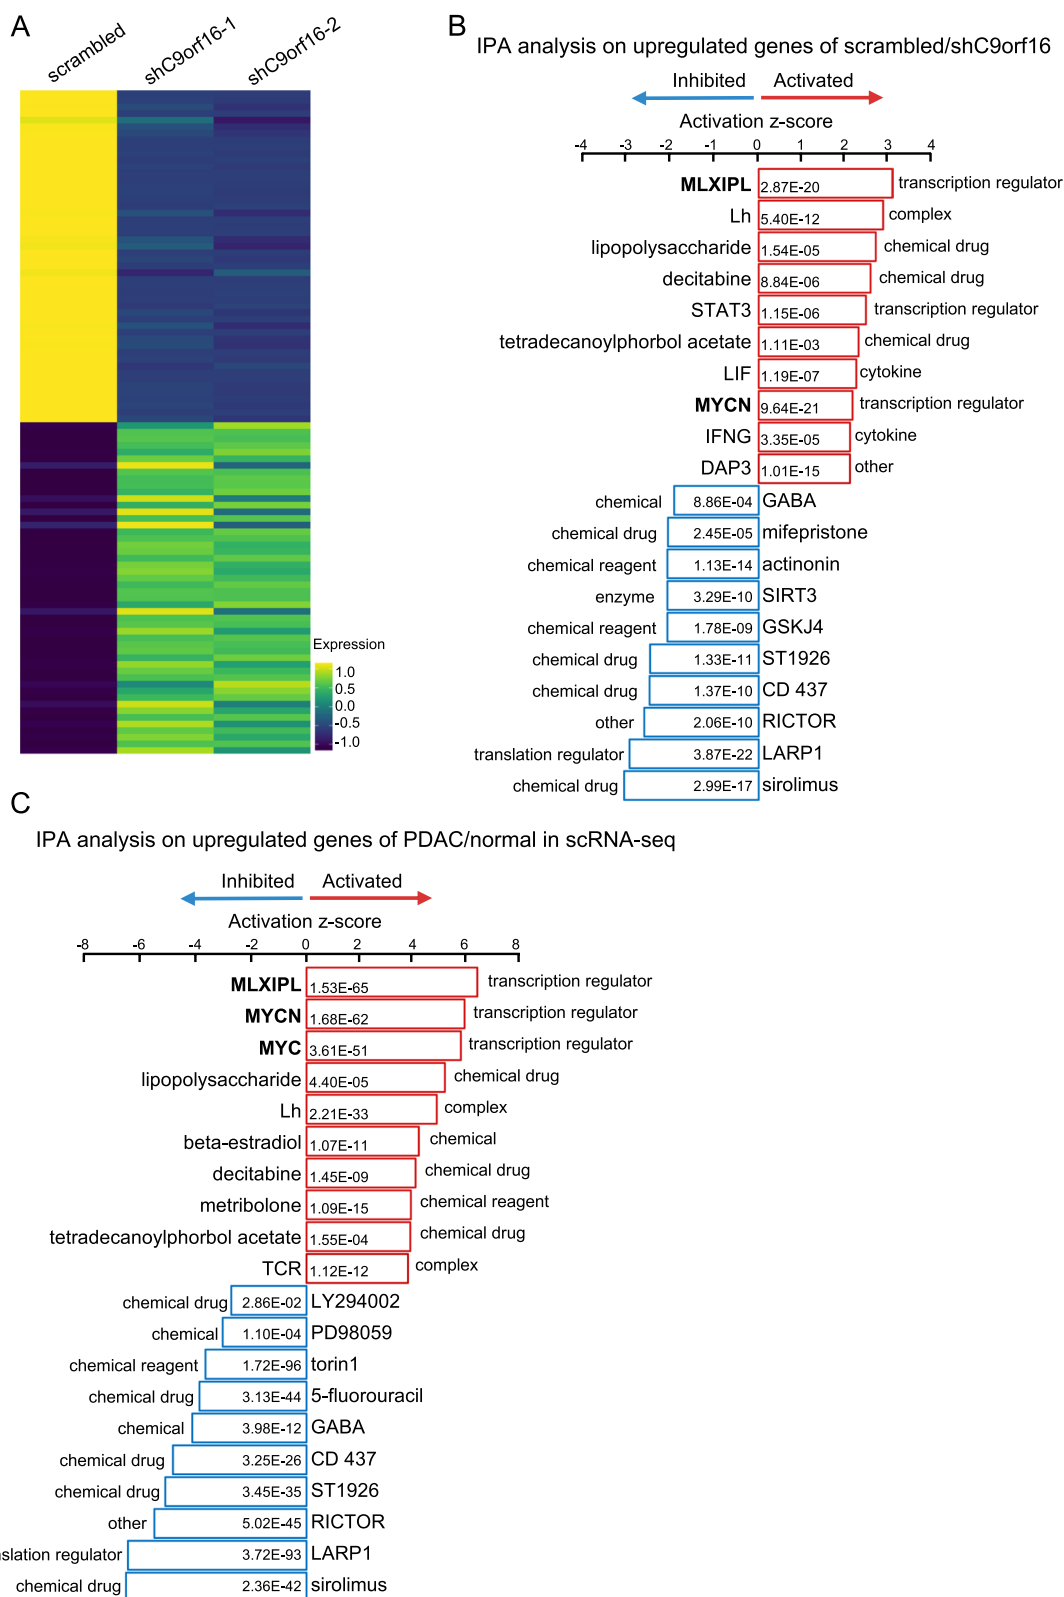 A
scrambled
shC9orf16-1
shC9orf16-2
Expression
1.0
0.5
0.0
-0.5
-1.0
B
IPA analysis on upregulated genes of scrambled/shC9orf16
Inhibited Activated
Activation z-score
-4 -3 -2 -1 0 1 2 3 4
MLXIPL 2.87E-20 transcription regulator
Lh 5.40E-12 complex
lipopolysaccharide 1.54E-05 chemical drug
decitabine 8.84E-06 chemical drug
STAT3 1.15E-06 transcription regulator
tetradecanoylphorbol acetate 1.11E-03 chemical drug
LIF 1.19E-07 cytokine
MYCN 9.64E-21 transcription regulator
IFNG 3.35E-05 cytokine
DAP3 1.01E-15 other
chemical 8.86E-04 GABA
chemical drug 2.45E-05 mifepristone
chemical reagent 1.13E-14 actinonin
enzyme 3.29E-10 SIRT3
chemical reagent 1.78E-09 GSKJ4
chemical drug 1.33E-11 ST1926
chemical drug 1.37E-10 CD 437
other 2.06E-10 RICTOR
translation regulator 3.87E-22 LARP1
chemical drug 2.99E-17 sirolimus
C
IPA analysis on upregulated genes of PDAC/normal in scRNA-seq
Inhibited Activated
Activation z-score
-8 -6 -4 -2 0 2 4 6 8
MLXIPL 1.53E-65 transcription regulator
MYCN 1.68E-62 transcription regulator
MYC 3.61E-51 transcription regulator
lipopolysaccharide 4.40E-05 chemical drug
Lh 2.21E-33 complex
beta-estradiol 1.07E-11 chemical
decitabine 1.45E-09 chemical drug
metribolone 1.09E-15 chemical reagent
tetradecanoylphorbol acetate 1.55E-04 chemical drug
TCR 1.12E-12 complex
chemical drug 2.86E-02 LY294002
chemical 1.10E-04 PD98059
chemical reagent 1.72E-96 torin1
chemical drug 3.13E-44 5-fluorouracil
chemical 3.98E-12 GABA
chemical drug 3.25E-26 CD 437
chemical drug 3.45E-35 ST1926
other 5.02E-45 RICTOR
slation regulator 3.72E-93 LARP1
chemical drug 2.36E-42 sirolimus